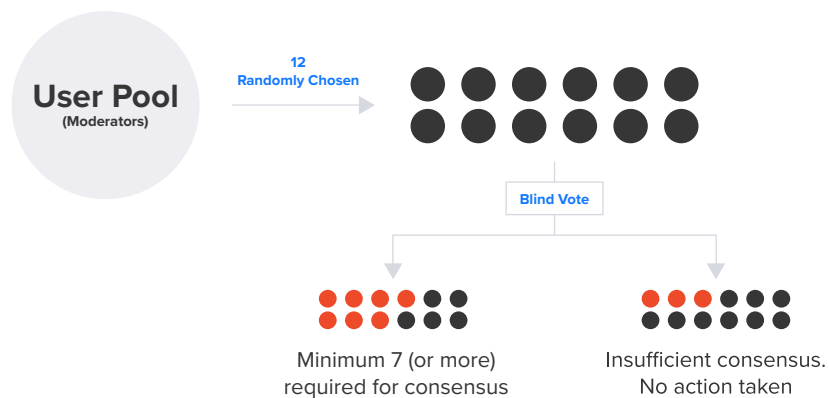 User Pool
(Moderators)
12
Randomly Chosen
Blind Vote
Minimum 7 (or more)
required for consensus
Insufficient consensus.
No action taken